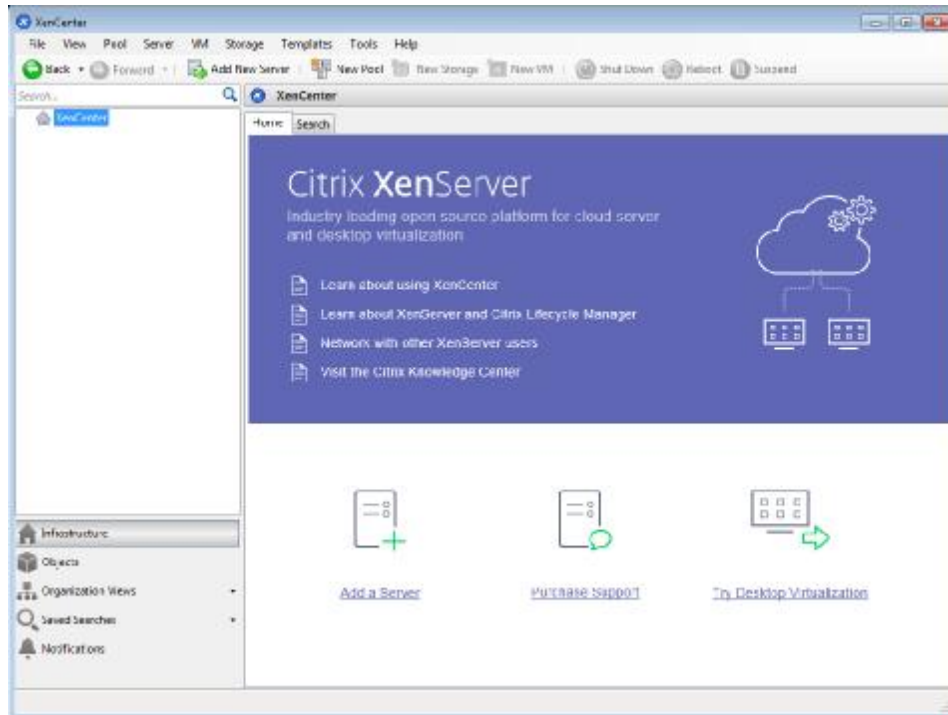 XenCenter
File View Pool Server VM Storage Templates Tools Help
Back Forward Add New Server New Pool New Storage New VM Shut Down Reboot Suspend
Search... XenCenter
XenCenter
Home Search
Citrix XenServer
Industry leading open source platform for cloud server
and desktop virtualization
Learn about using XenCenter
Learn about XenServer and Citrix Lifecycle Manager
Network with other XenServer users
Visit the Citrix Knowledge Center
Infrastructure
Objects
Organization Views
Saved Searches
Notifications
Add a Server Purchase Support Try Desktop Virtualization